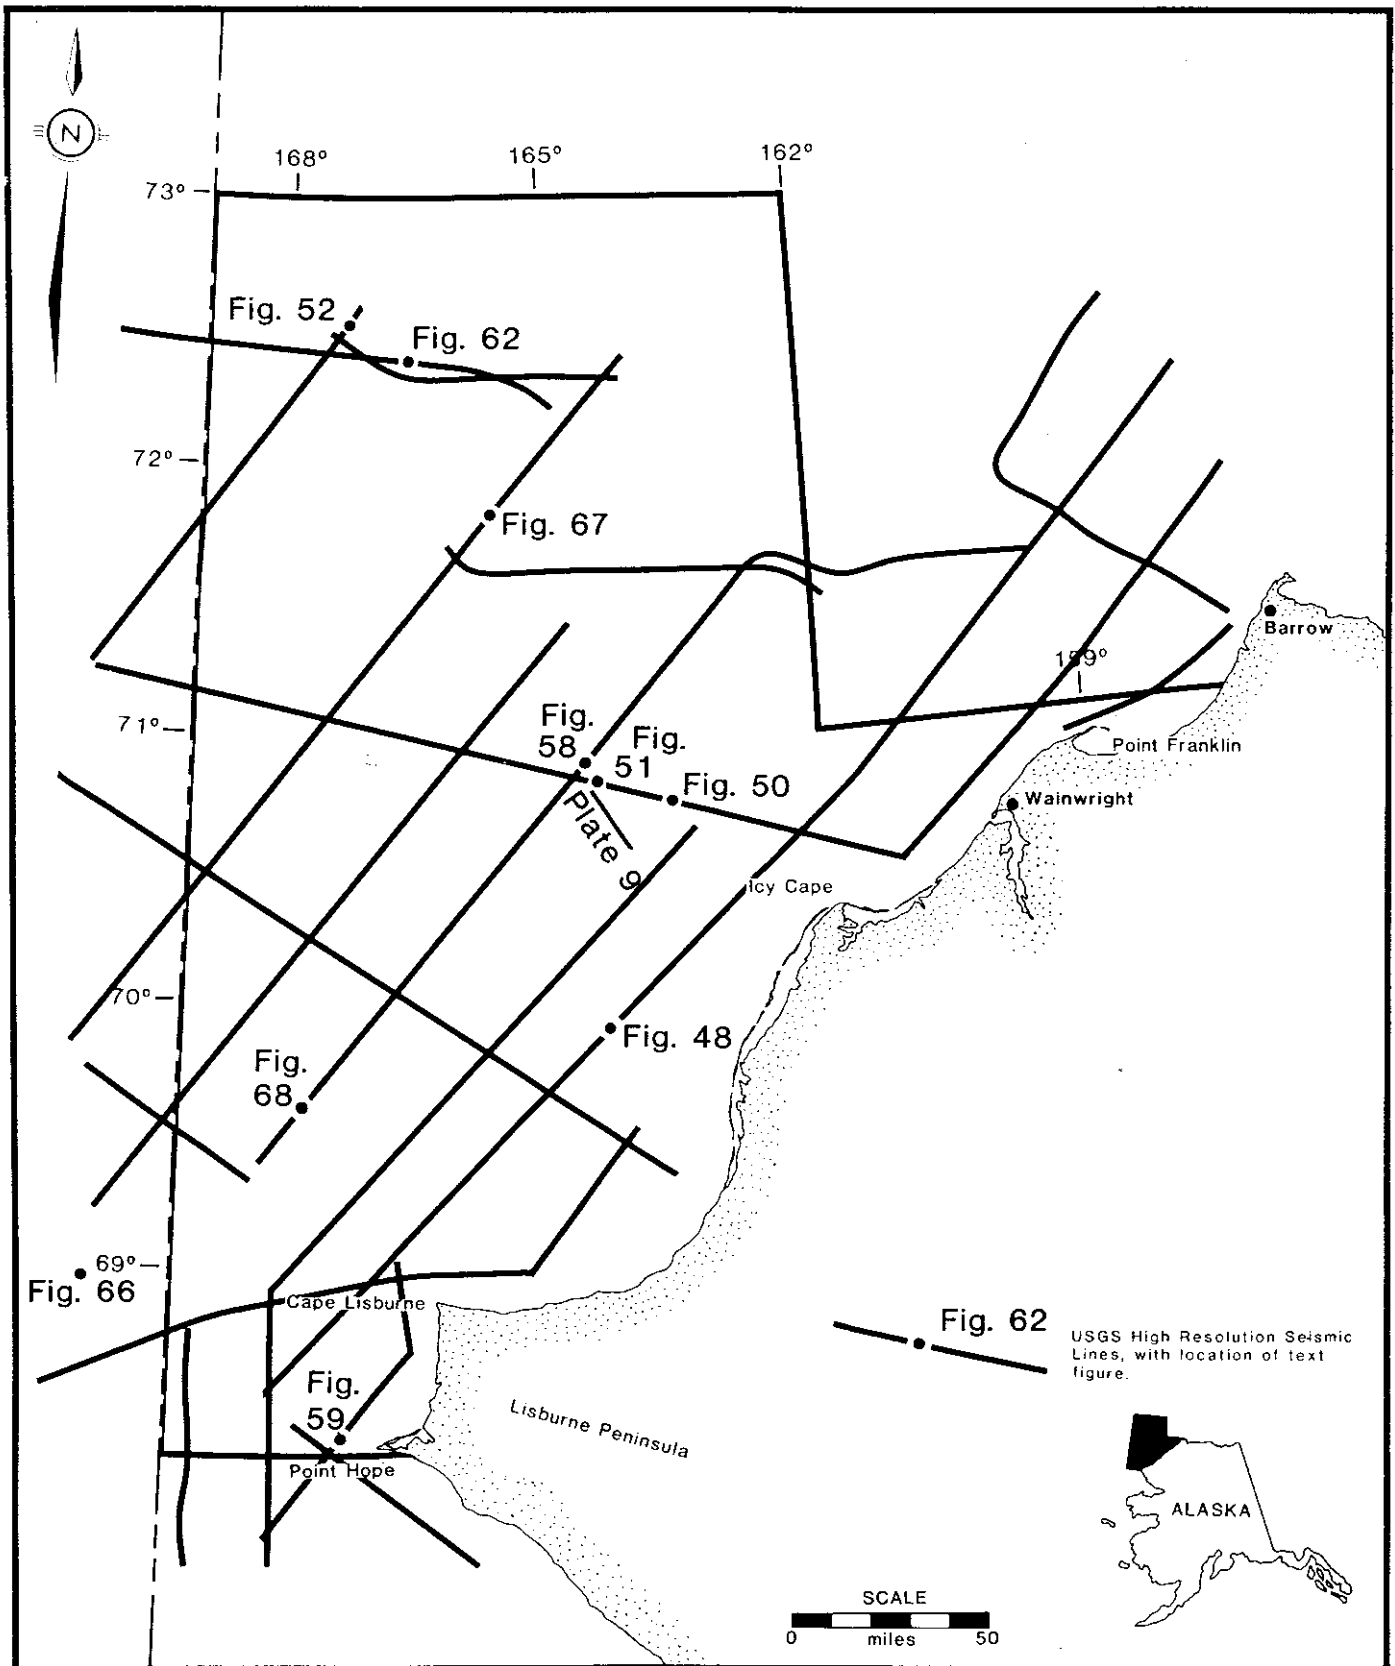 N
168°
165°
162°
73°
Fig. 52
Fig. 62
72°
Fig. 67
Barrow
159°
71°
Fig.
58
Fig.
51
Point Franklin
Fig. 50
Wainwright
Plate 9
Icy Cape
70°
Fig. 48
Fig.
68
69°
Fig. 66
Cape Lisburne
Fig. 62
USGS High Resolution Seismic
Lines, with location of text
figure.
Fig.
59
Lisburne Peninsula
Point Hope
ALASKA
SCALE
0 miles 50